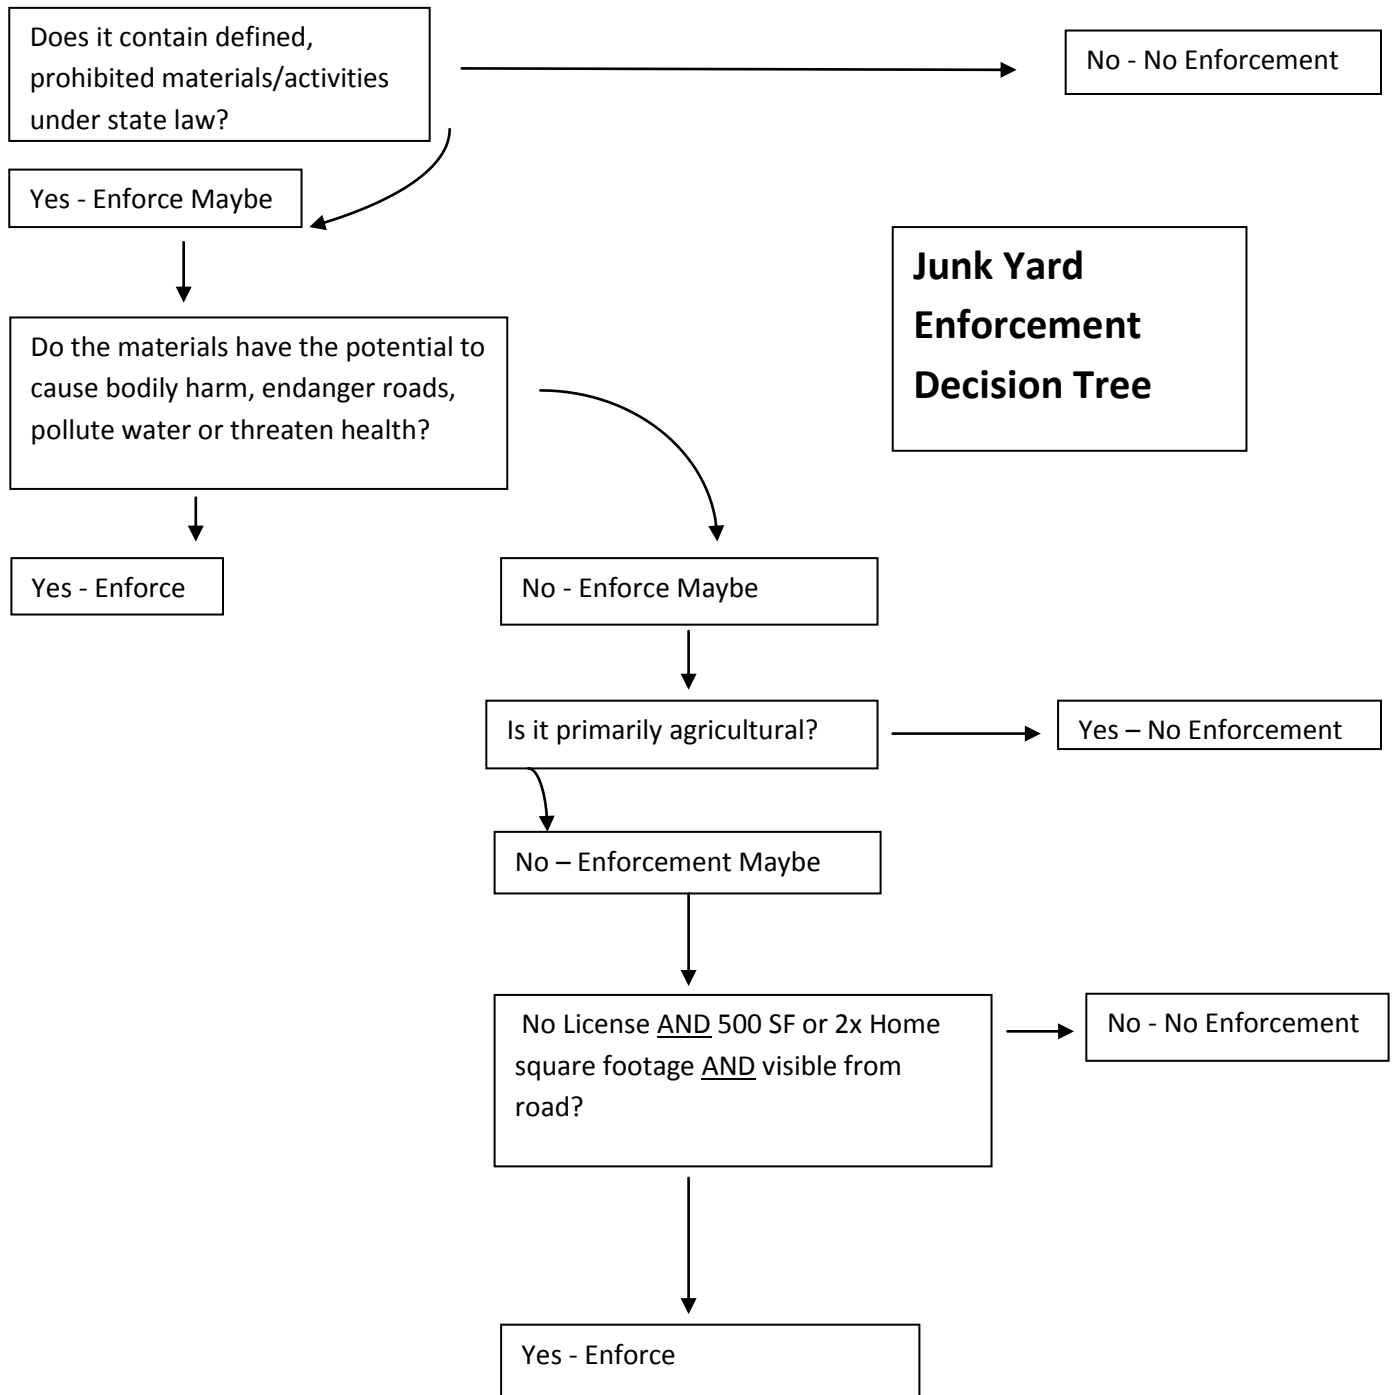 Does it contain defined,
prohibited materials/activities
under state law?
No - No Enforcement
Yes - Enforce Maybe
Junk Yard
Enforcement
Decision Tree
Do the materials have the potential to
cause bodily harm, endanger roads,
pollute water or threaten health?
Yes - Enforce
No - Enforce Maybe
Is it primarily agricultural?
Yes – No Enforcement
No – Enforcement Maybe
No License AND 500 SF or 2x Home
square footage AND visible from
road?
No - No Enforcement
Yes - Enforce